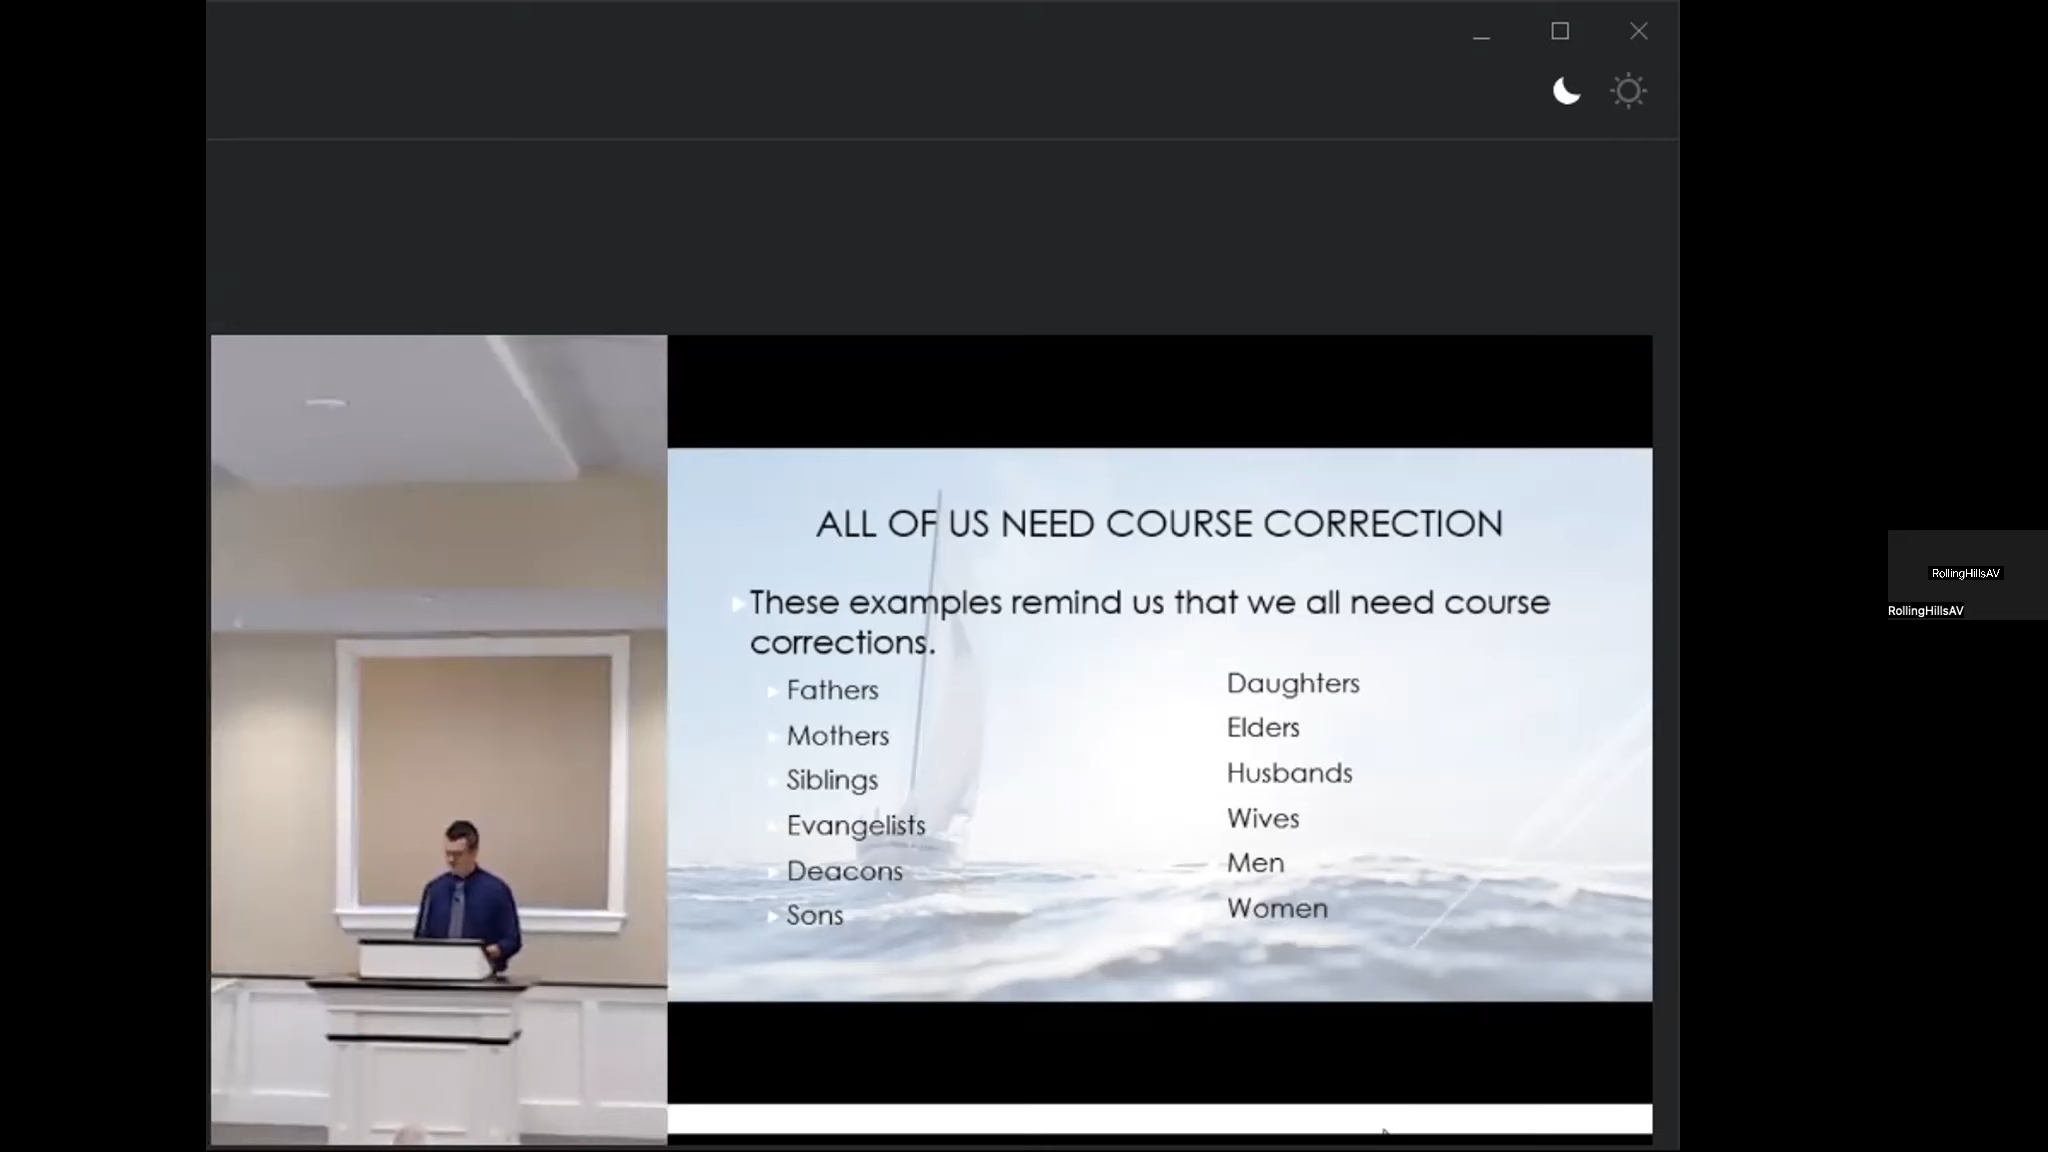 ALL OF US NEED COURSE CORRECTION
These examples remind us that we all need course
corrections.
Fathers
Mothers
Siblings
Evangelists
Deacons
Sons
Daughters
Elders
Husbands
Wives
Men
Women
RollingHillsAV
RollingHillsAV